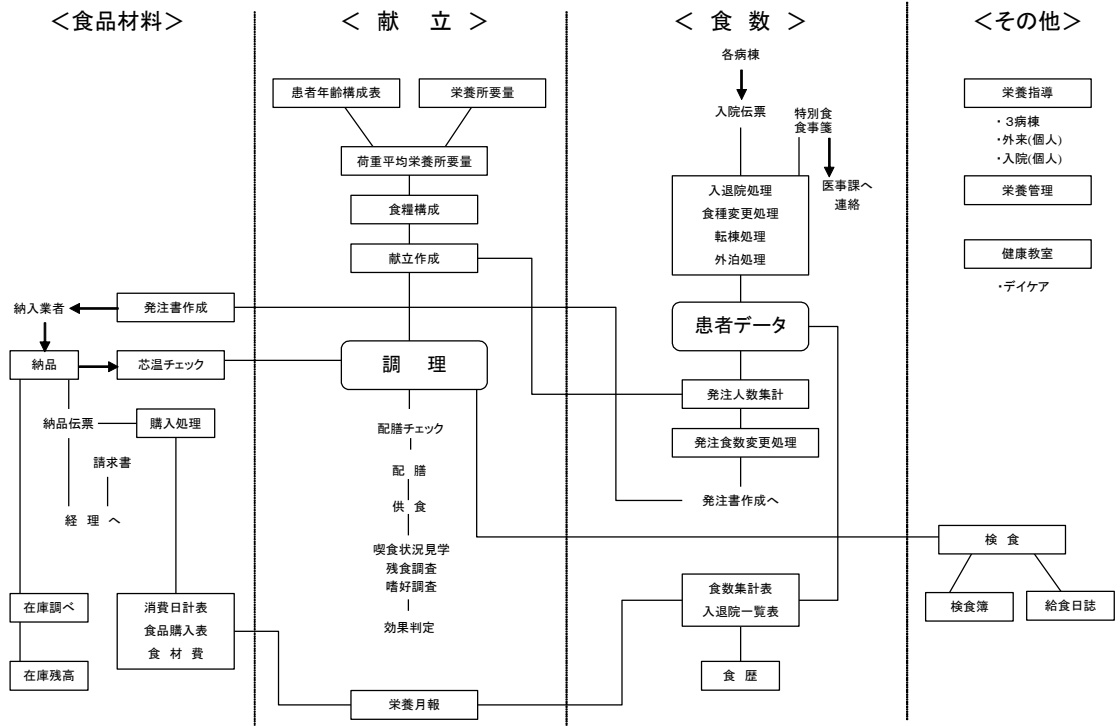 ＜食品材料＞
発注書作成
納入業者
納品
芯温チェック
納品伝票
購入処理
請求書
経 理 へ
在庫調べ
在庫残高
消費日計表
食品購入表
食 材 費
＜ 献 立 ＞
患者年齢構成表
栄養所要量
荷重平均栄養所要量
食糧構成
献立作成
調 理
配膳チェック
配 膳
供 食
喫食状況見学
残食調査
嗜好調査
効果判定
栄養月報
＜ 食 数 ＞
各病棟
入院伝票
特別食
食事箋
医事課へ
連絡
入退院処理
食種変更処理
転棟処理
外泊処理
患者データ
発注人数集計
発注食数変更処理
発注書作成へ
食数集計表
入退院一覧表
食 歴
＜その他＞
栄養指導
・３病棟
・外来(個人)
・入院(個人)
栄養管理
健康教室
・デイケア
検 食
検食簿
給食日誌